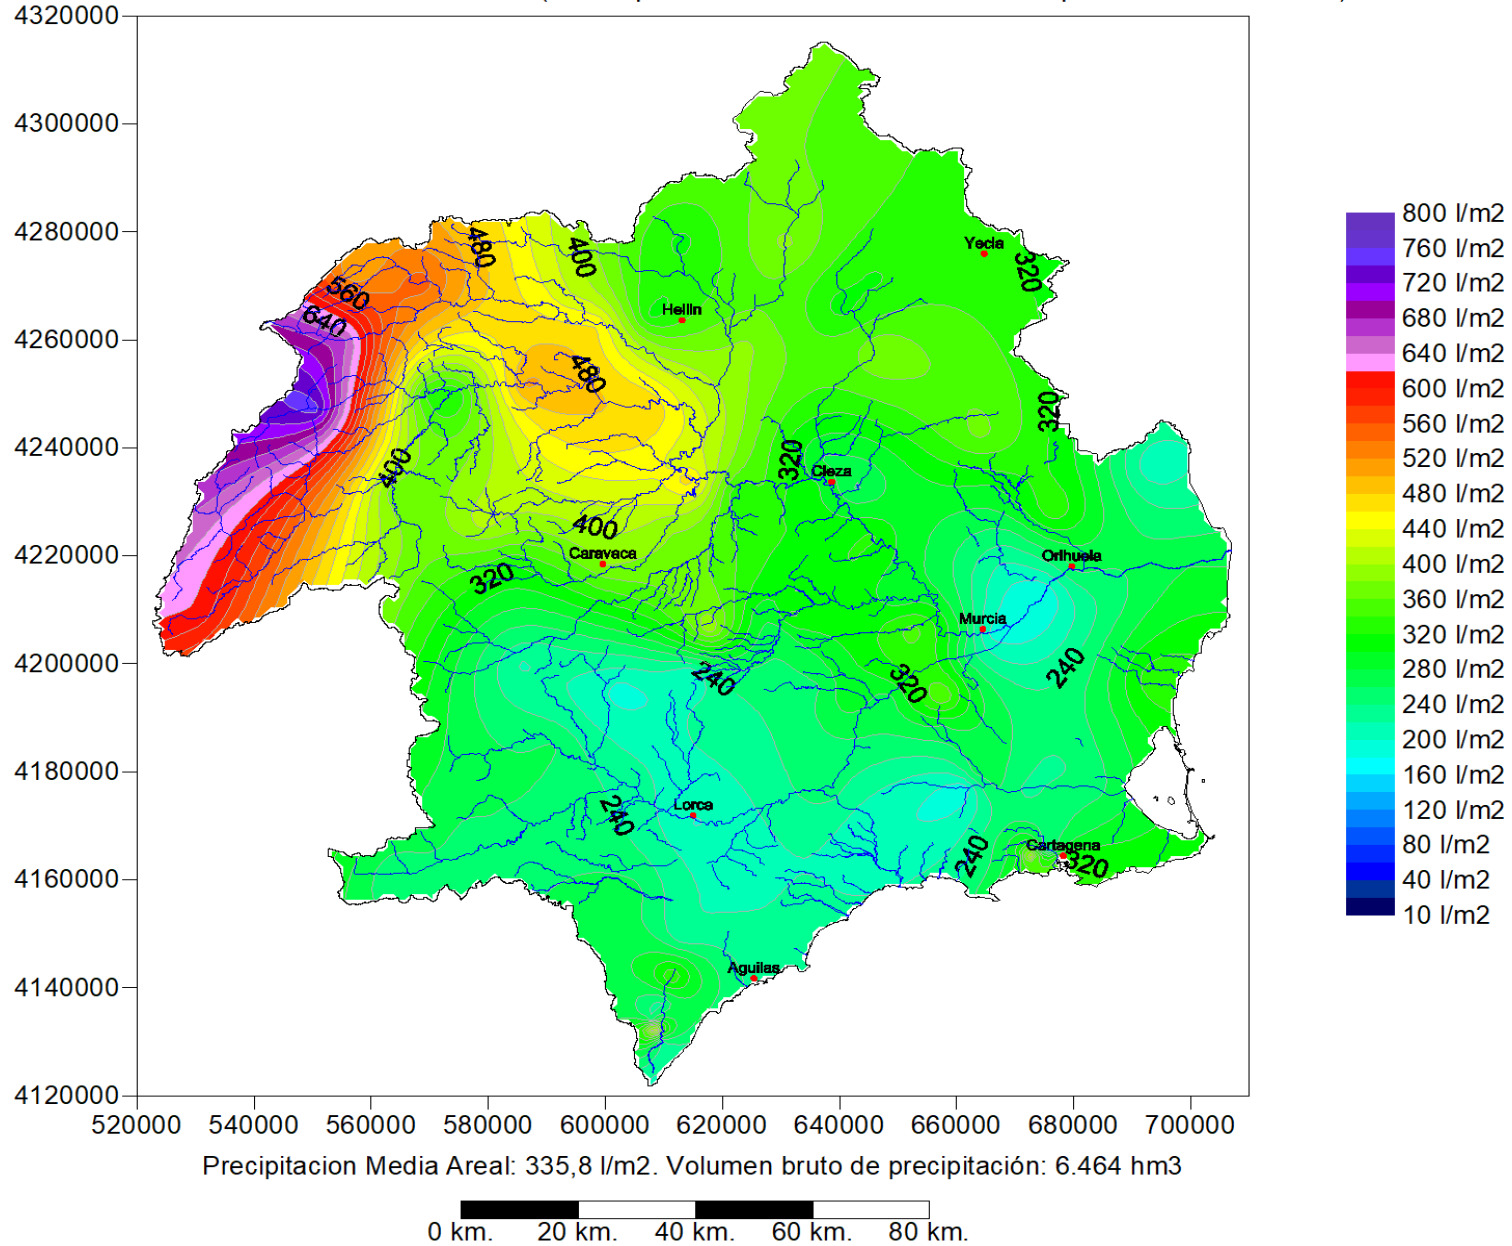 4320000
4300000
4280000
4260000
4240000
4220000
4200000
4180000
4160000
4140000
4120000
520000 540000 560000 580000 600000 620000 640000 660000 680000 700000
480
400
560
640
Yecla
320
Hellin
480
320
400
320
Cieza
400
Caravaca
320
Orihuela
Murcia
240
240
320
Lorca
240
240
Cartagena
320
Aguilas
800 l/m2
760 l/m2
720 l/m2
680 l/m2
640 l/m2
600 l/m2
560 l/m2
520 l/m2
480 l/m2
440 l/m2
400 l/m2
360 l/m2
320 l/m2
280 l/m2
240 l/m2
200 l/m2
160 l/m2
120 l/m2
80 l/m2
40 l/m2
10 l/m2
Precipitacion Media Areal: 335,8 l/m2. Volumen bruto de precipitación: 6.464 hm3
0 km. 20 km. 40 km. 60 km. 80 km.